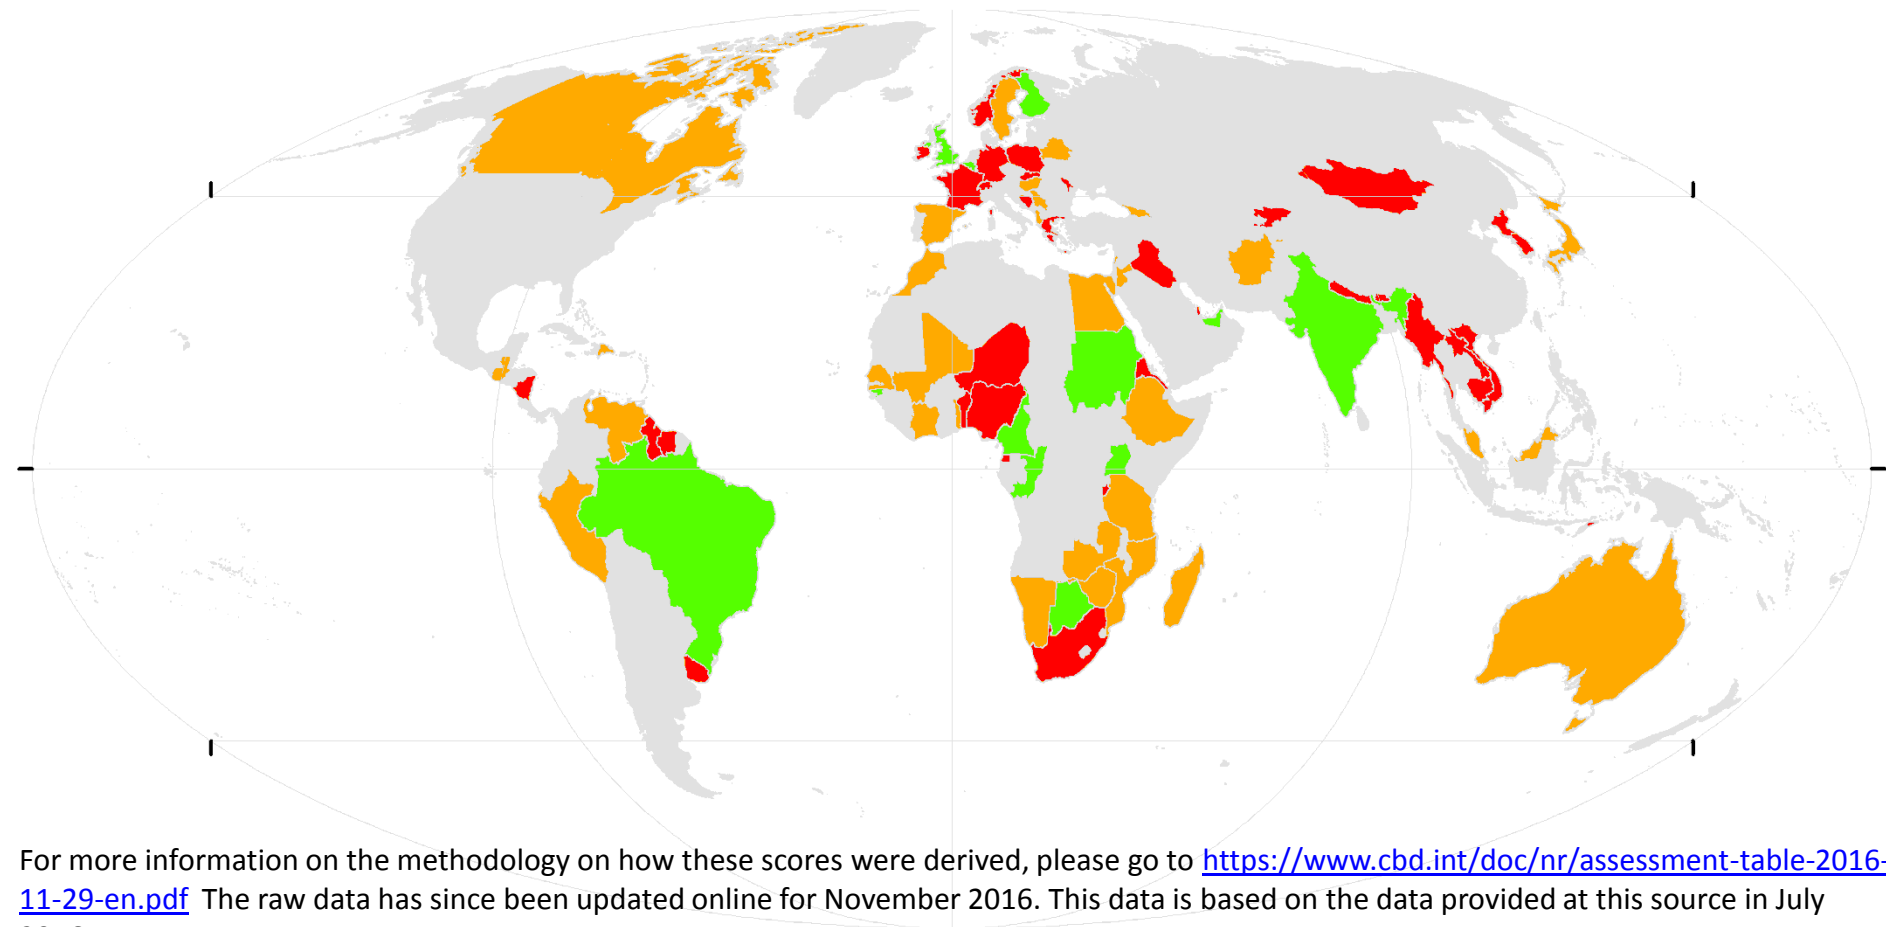 For more information on the methodology on how these scores were derived, please go to https://www.cbd.int/doc/nr/assessment-table-2016-
11-29-en.pdf The raw data has since been updated online for November 2016. This data is based on the data provided at this source in July